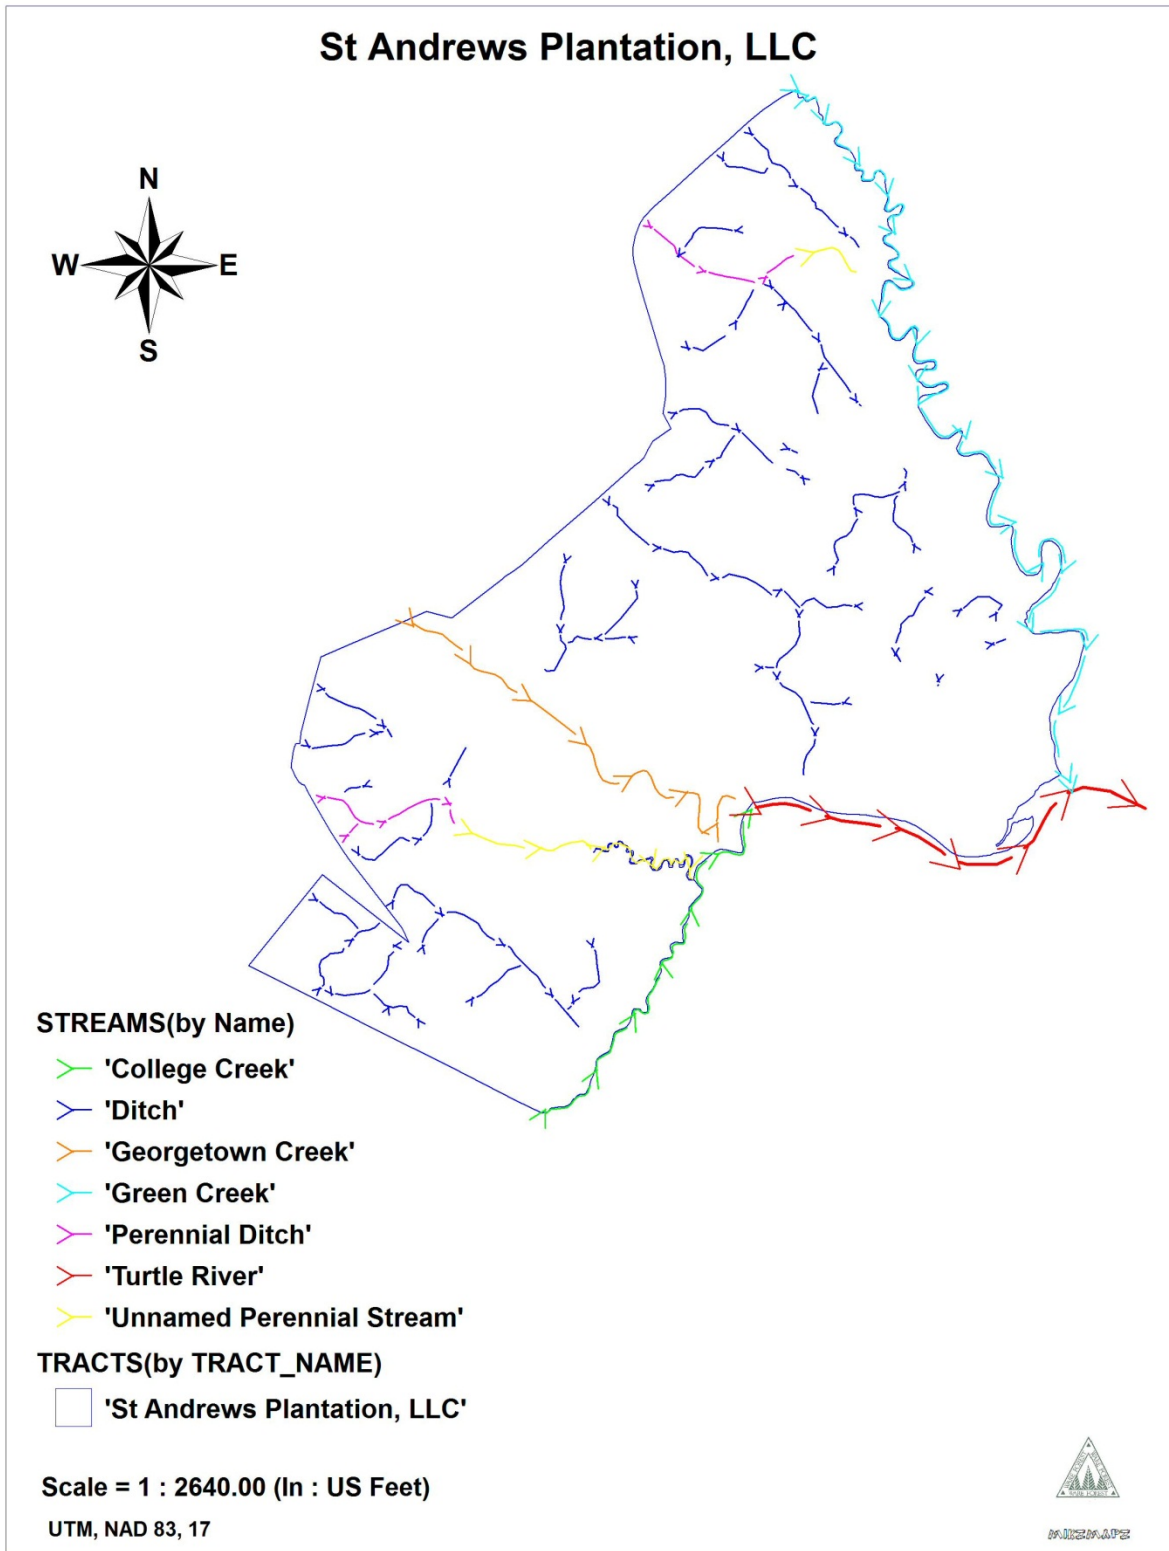 St Andrews Plantation, LLC
N
W
E
S
STREAMS(by Name)
'College Creek'
'Ditch'
'Georgetown Creek'
'Green Creek'
'Perennial Ditch'
'Turtle River'
'Unnamed Perennial Stream'
TRACTS(by TRACT_NAME)
'St Andrews Plantation, LLC'
Scale = 1 : 2640.00 (In : US Feet)
UTM, NAD 83, 17
MIKEMAPE